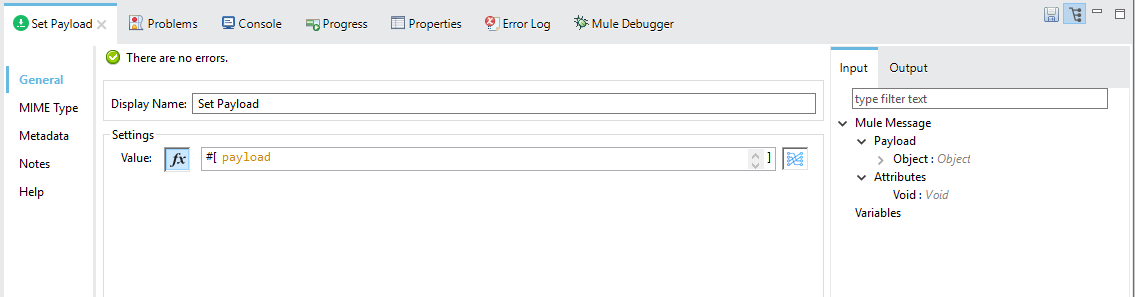 Set Payload Problems Console Progress Properties Error Log Mule Debugger
There are no errors.
General
MIME Type
Metadata
Notes
Help
Display Name: Set Payload
Settings
Value: fx #[ payload ]
Input Output
type filter text
Mule Message
Payload
Object : Object
Attributes
Void : Void
Variables